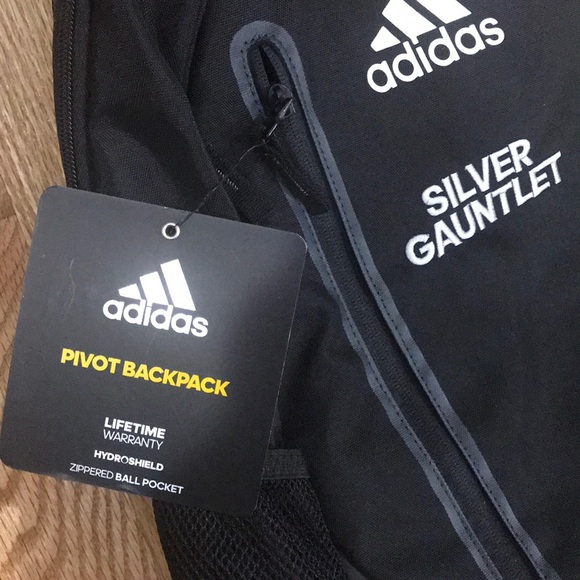 adidas
SILVER
GAUNTLET
adidas
PIVOT BACKPACK
LIFETIME
WARRANTY
HYDROSHIELD
ZIPPERED BALL POCKET